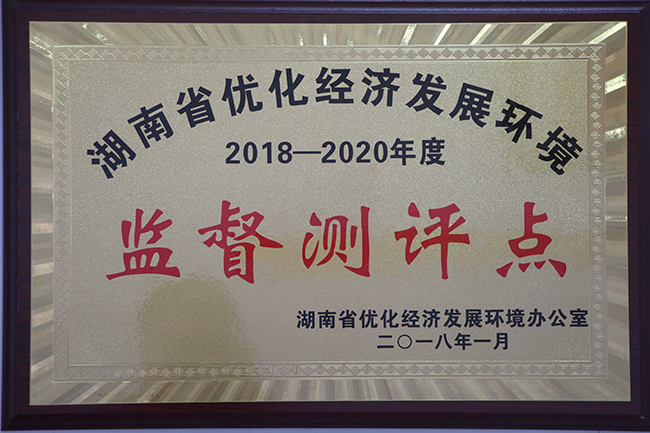 湖南省优化经济发展环境
2018—2020年度
监督测评点
湖南省优化经济发展环境办公室
二〇一八年一月